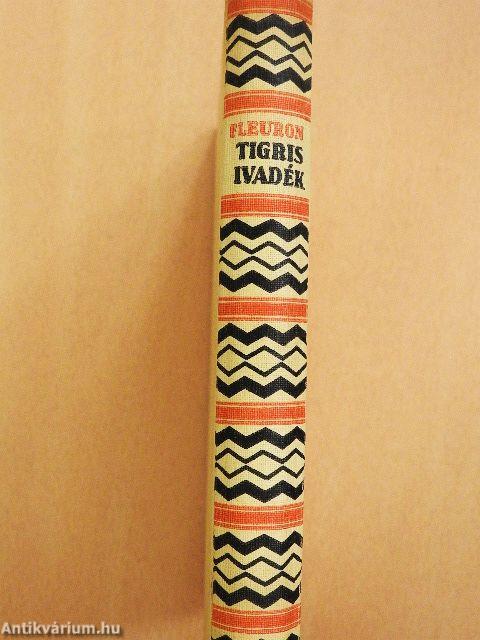 FLEURON
TIGRIS
IVADÉK
Antikvárium.hu